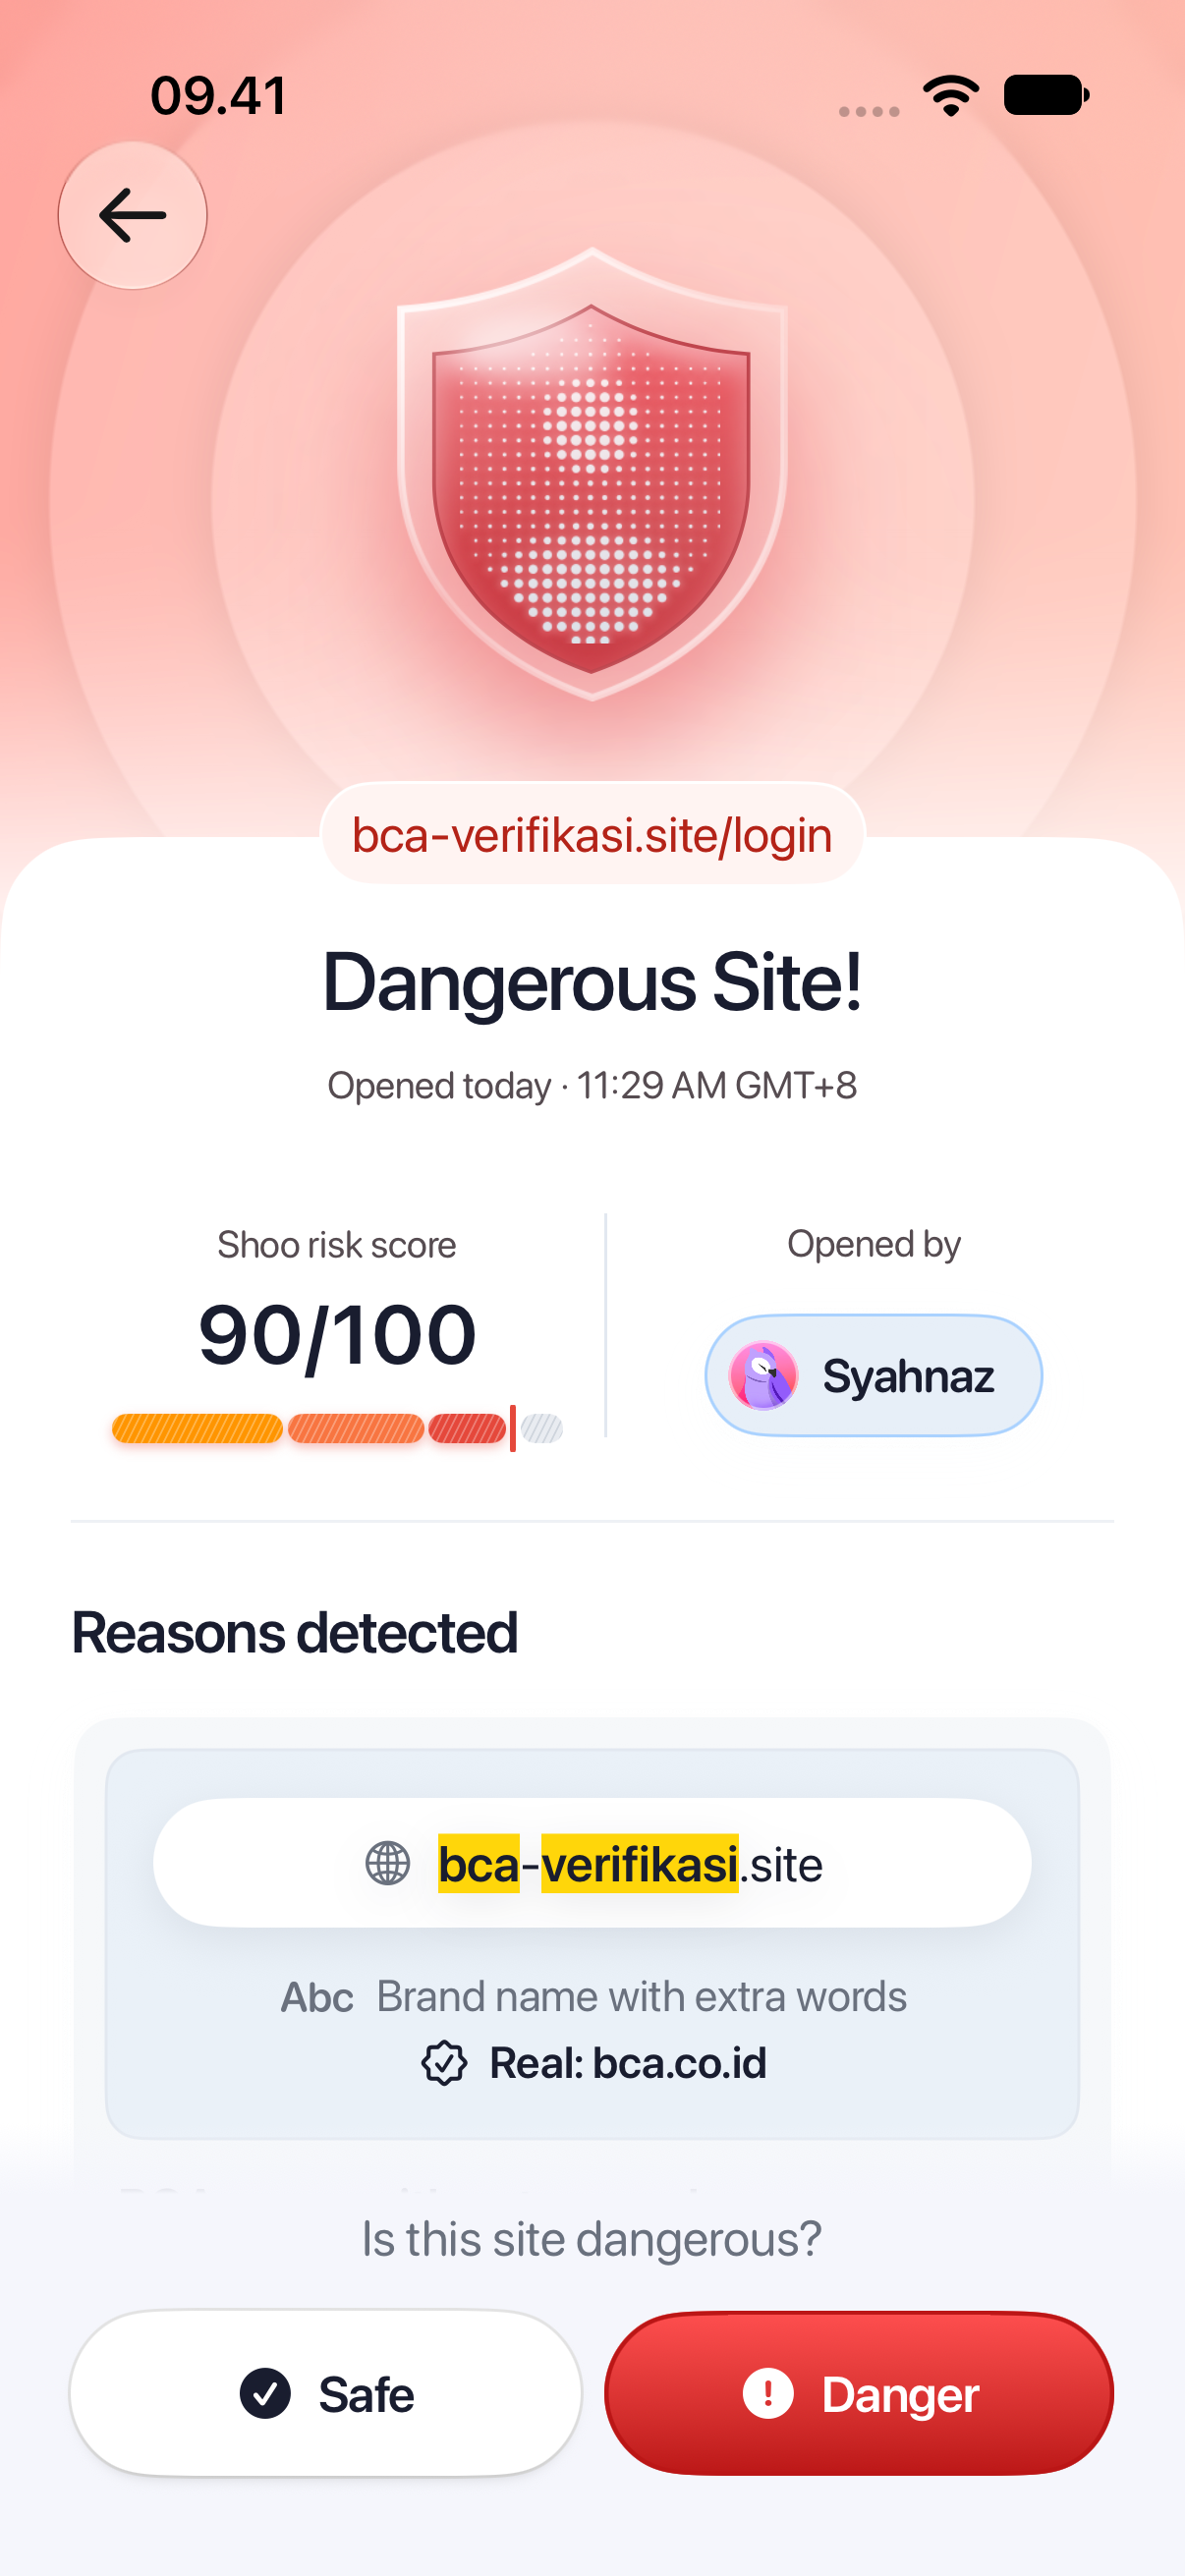 09.41
bca-verifikasi.site/login
Dangerous Site!
Opened today · 11:29 AM GMT+8
Shoo risk score
90/100
Opened by
Syahnaz
Reasons detected
bca-verifikasi.site
Abc Brand name with extra words
Real: bca.co.id
Is this site dangerous?
Safe
Danger